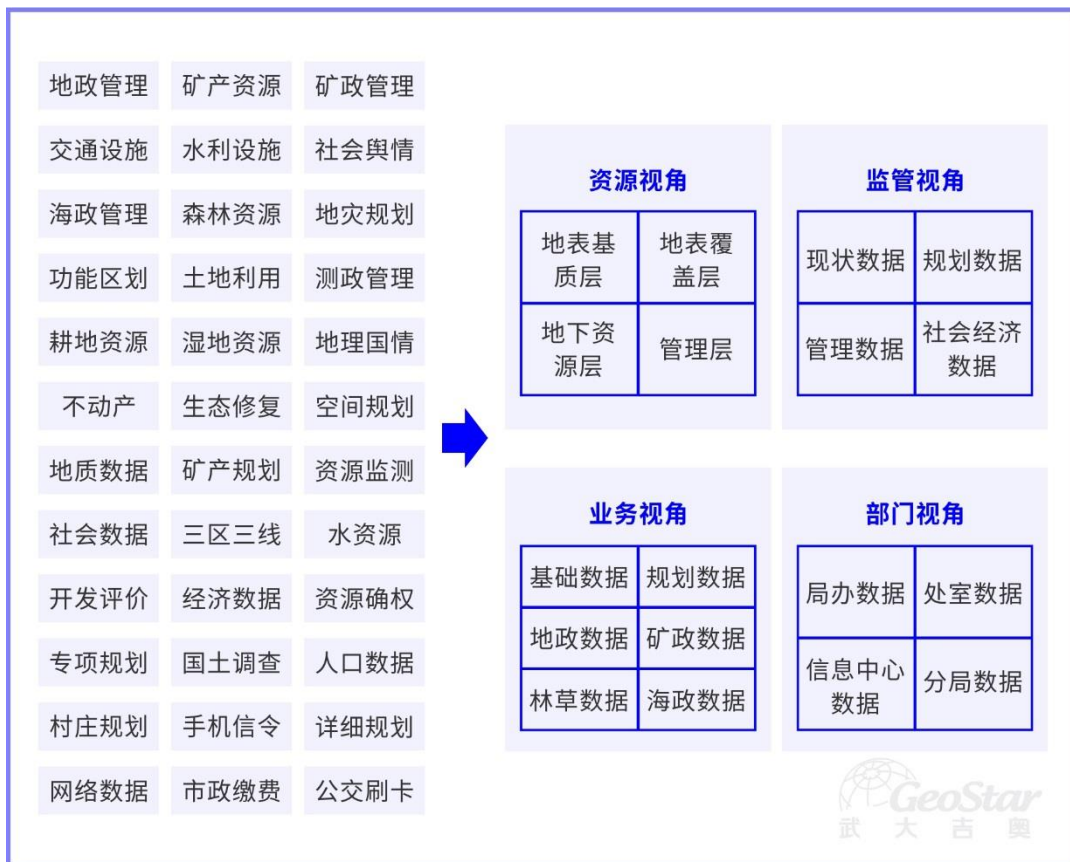 地政管理 矿产资源 矿政管理
交通设施 水利设施 社会舆情
海政管理 森林资源 地灾规划
功能区划 土地利用 测政管理
耕地资源 湿地资源 地理国情
不动产 生态修复 空间规划
地质数据 矿产规划 资源监测
社会数据 三区三线 水资源
开发评价 经济数据 资源确权
专项规划 国土调查 人口数据
村庄规划 手机信令 详细规划
网络数据 市政缴费 公交刷卡
资源视角
地表基
质层
地表覆
盖层
地下资
源层
管理层
监管视角
现状数据 规划数据
管理数据
社会经济
数据
业务视角
基础数据 规划数据
地政数据 矿政数据
林草数据 海政数据
部门视角
局办数据 处室数据
信息中心
数据
分局数据
GeoStar
武大吉奥